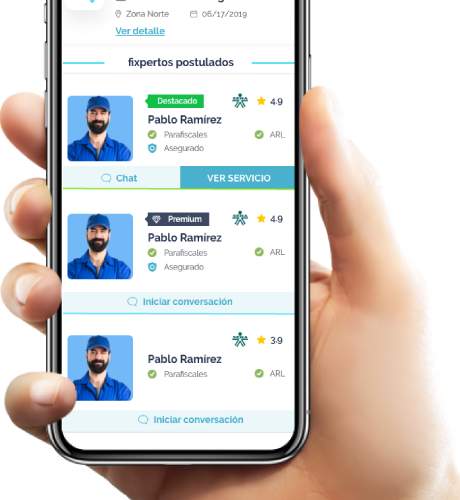 Zona Norte 06/17/2019
Ver detalle
fixpertos postulados
Destacado 4.9
Pablo Ramírez
Parafiscales ARL
Asegurado
Chat VER SERVICIO
Premium 4.9
Pablo Ramírez
Parafiscales ARL
Asegurado
Iniciar conversación
3.9
Pablo Ramírez
Parafiscales ARL
Iniciar conversación